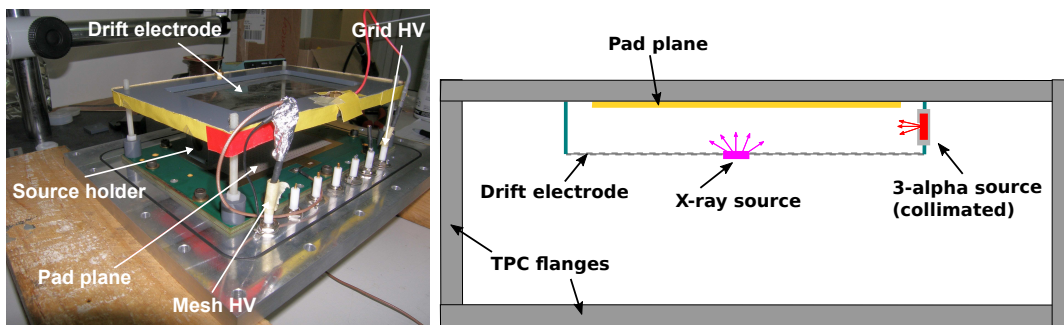 Drift electrode
Grid HV
Source holder
Pad plane
Mesh HV
Pad plane
Drift electrode
X-ray source
3-alpha source
(collimated)
TPC flanges